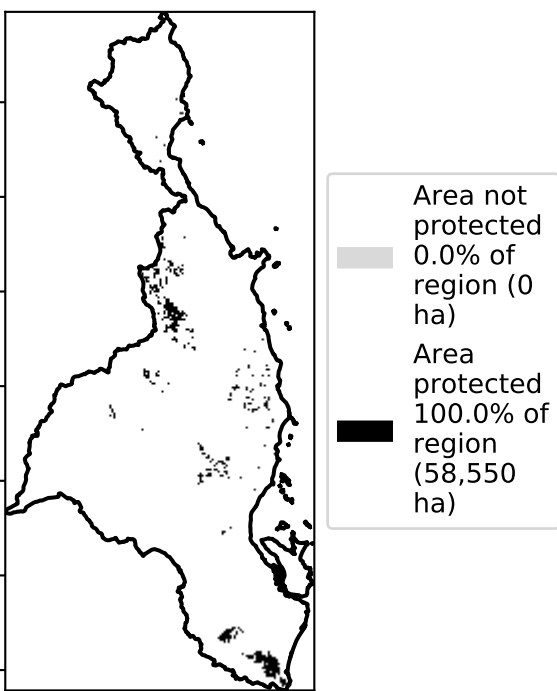 Area not
protected
0.0% of
region (0
ha)
Area
protected
100.0% of
region
(58,550
ha)